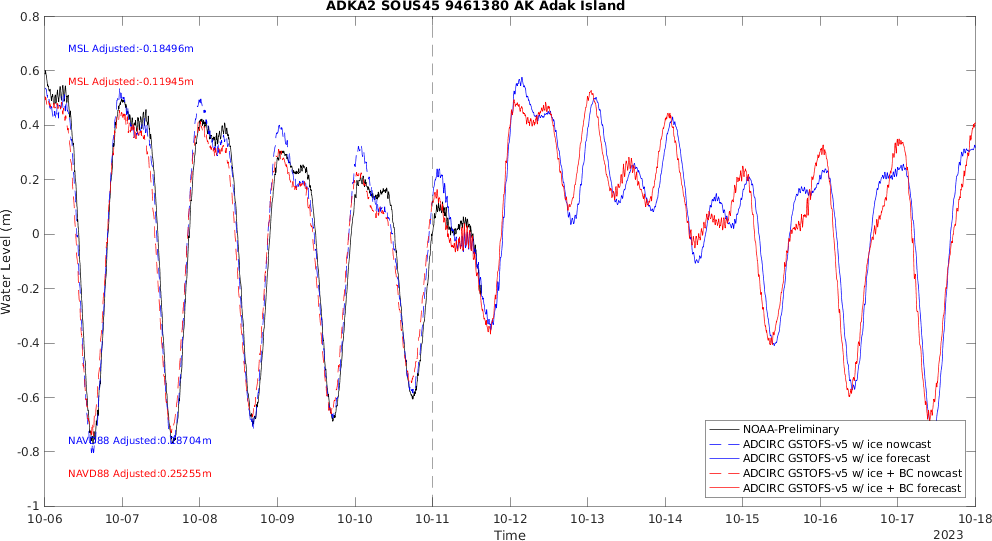 ADKA2 SOUS45 9461380 AK Adak Island
0.8
0.6
0.4
0.2
0
-0.2
-0.4
-0.6
-0.8
-1
Water Level (m)
MSL Adjusted:-0.18496m
MSL Adjusted:-0.11945m
NAVD88 Adjusted:0.18704m
NAVD88 Adjusted:0.25255m
NOAA-Preliminary
ADCIRC GSTOFS-v5 w/ ice nowcast
ADCIRC GSTOFS-v5 w/ ice forecast
ADCIRC GSTOFS-v5 w/ ice + BC nowcast
ADCIRC GSTOFS-v5 w/ ice + BC forecast
10-06 10-07 10-08 10-09 10-10 10-11 10-12 10-13 10-14 10-15 10-16 10-17 10-18
Time
2023